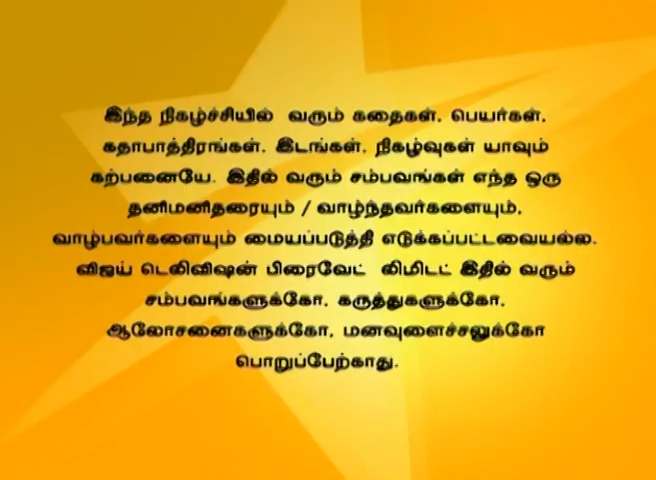 இந்த நிகழ்ச்சியில் வரும் கதைகள், பெயர்கள்,
கதாபாத்திரங்கள், இடங்கள், நிகழ்வுகள் யாவும்
கற்பனையே. இதில் வரும் சம்பவங்கள் எந்த ஒரு
தனிமனிதரையும் / வாழ்ந்தவர்களையும்,
வாழ்பவர்களையும் மையப்படுத்தி எடுக்கப்பட்டவையல்ல.
விஜய் டெலிவிஷன் பிரைவேட் லிமிடட் இதில் வரும்
சம்பவங்களுக்கோ, கருத்துகளுக்கோ,
ஆலோசனைகளுக்கோ, மனவுளைச்சலுக்கோ
பொறுப்பேற்காது.